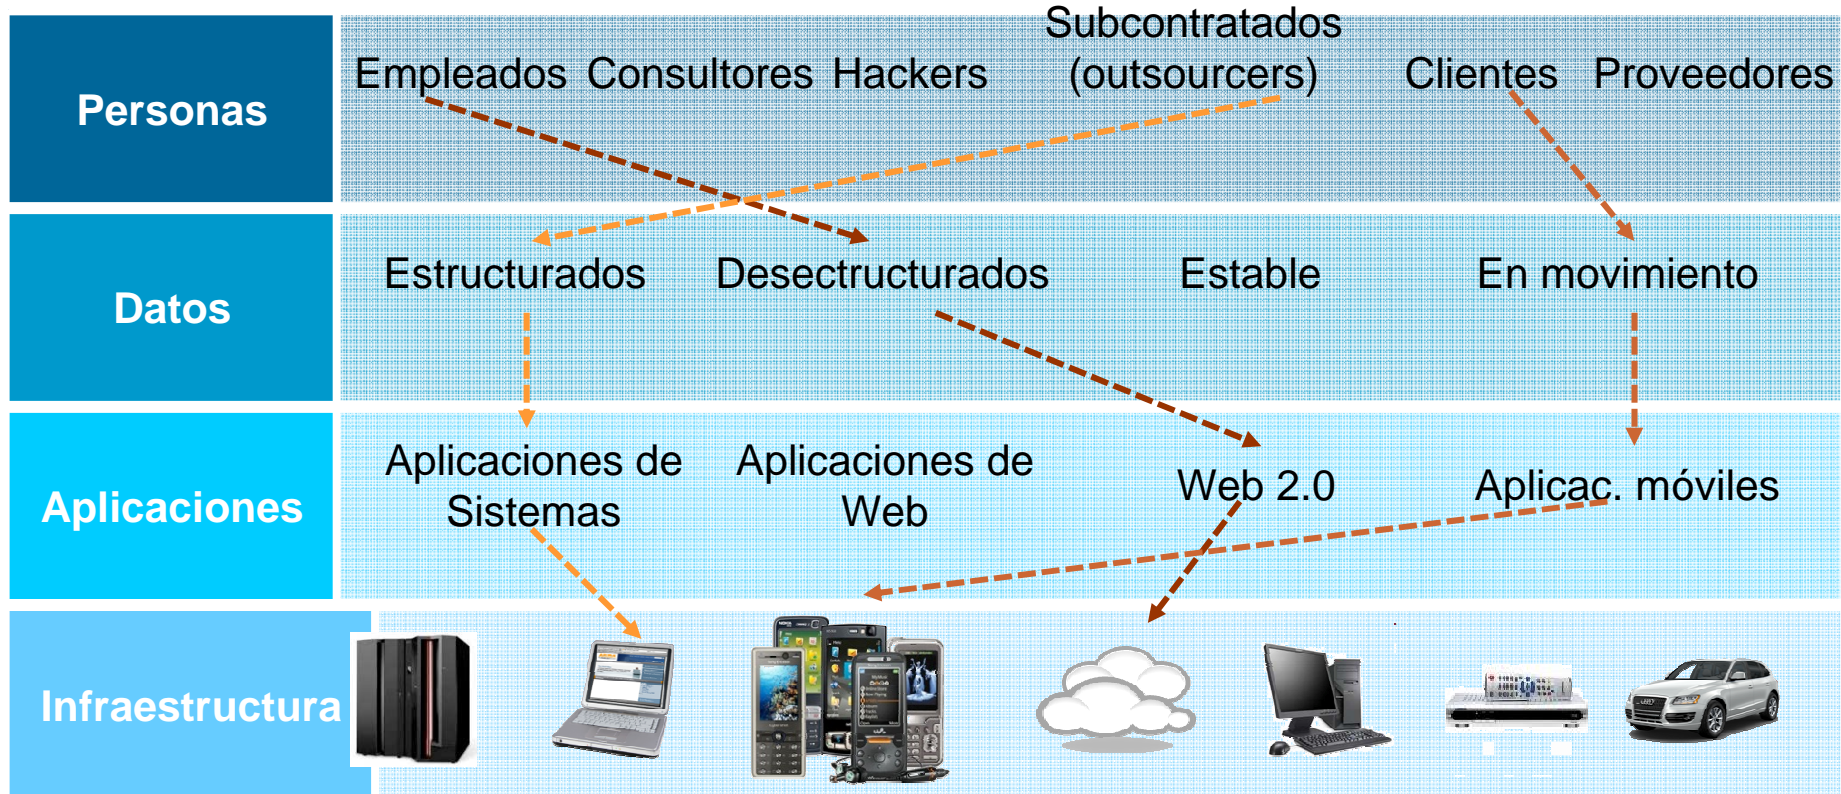 Personas
Empleados
Consultores
Hackers
Subcontratados
(outsourcers)
Clientes
Proveedores
Datos
Estructurados
Desectructurados
Estable
En movimiento
Aplicaciones
Aplicaciones de
Sistemas
Aplicaciones de
Web
Web 2.0
Aplicac. móviles
Infraestructura